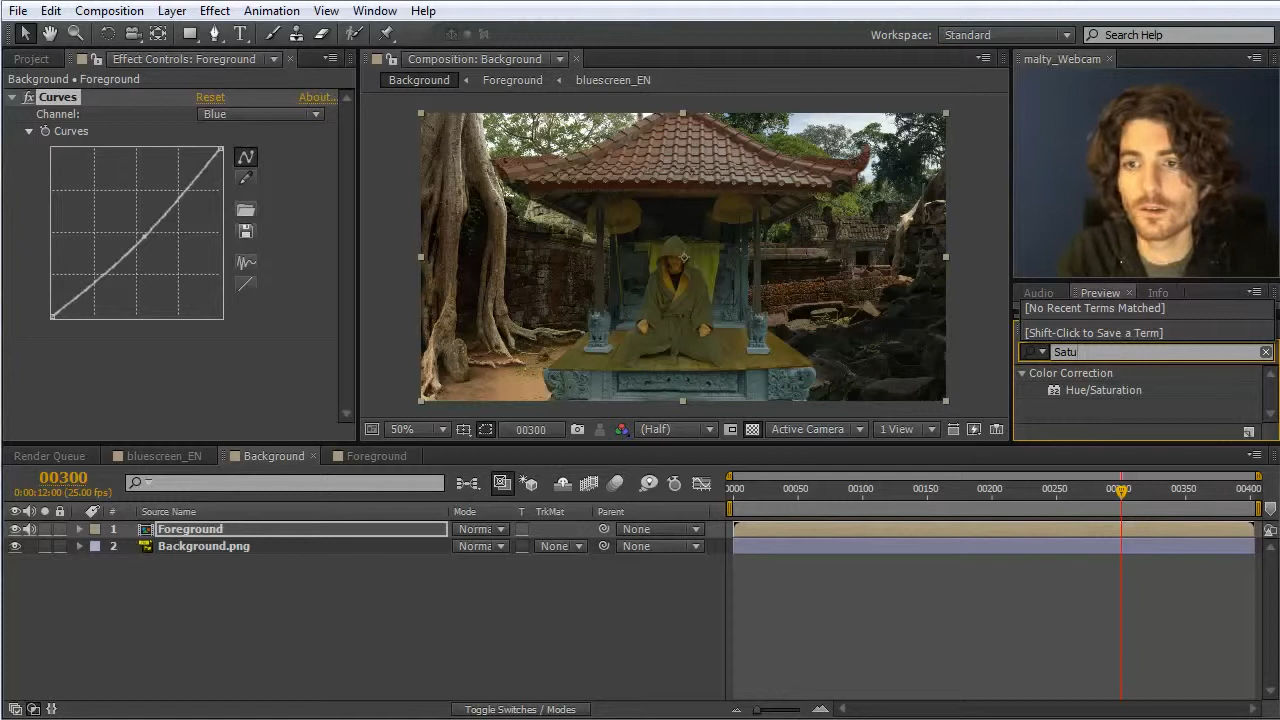 File Edit Composition Layer Effect Animation View Window Help
Workspace: Standard Search Help
Project Effect Controls: Foreground Composition: Background malty_Webcam
Background • Foreground
Background Foreground bluescreen_EN
fx Curves Reset About...
Channel: Blue
Curves
Audio Preview Info
[No Recent Terms Matched]
[Shift-Click to Save a Term]
Satu
Color Correction
32 Hue/Saturation
50% 00300 (Half) Active Camera 1 View
Render Queue bluescreen_EN Background Foreground
00300
0:00:12:00 (25.00 fps)
0000 00050 00100 00150 00200 00250 00350 00400
# Source Name Mode T TrkMat Parent
1 Foreground Norma None
2 Background.png Norma None None
Toggle Switches / Modes